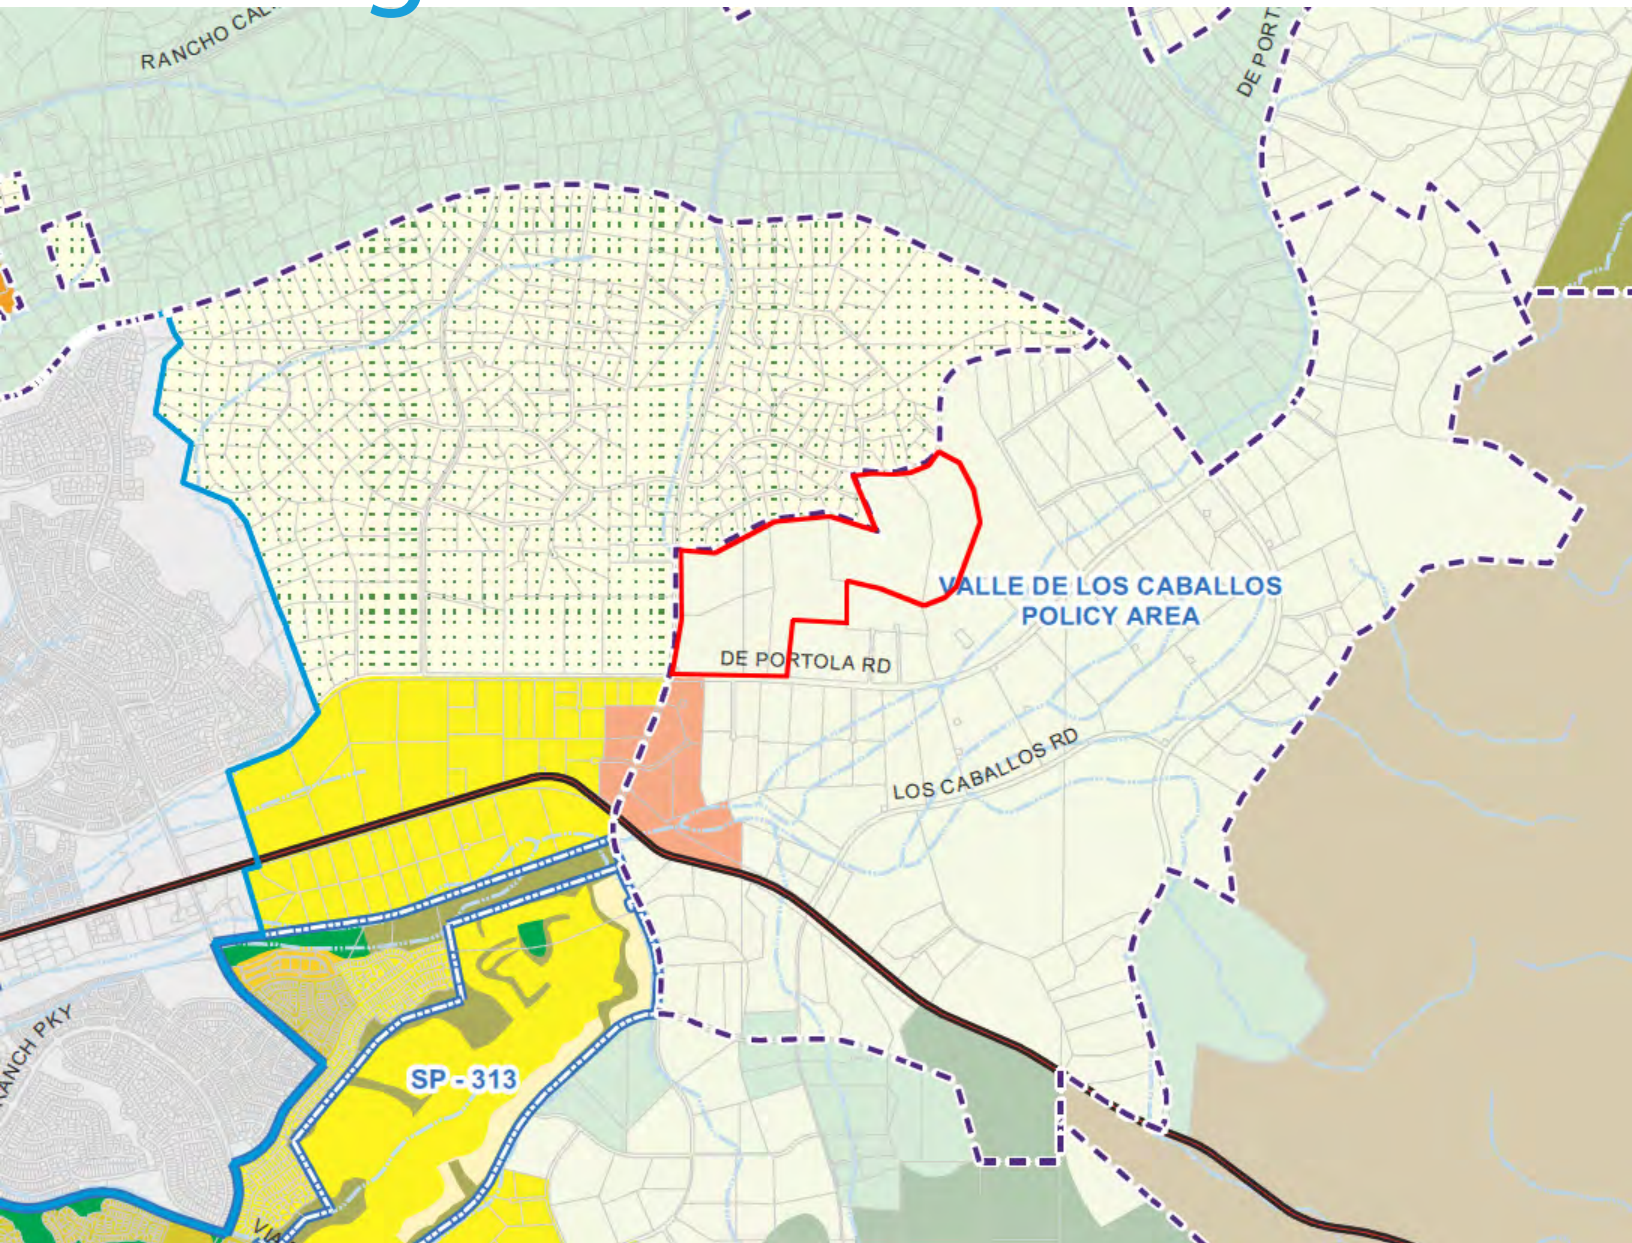 RANCHO CAL
DE PORT
VALLE DE LOS CABALLOS
POLICY AREA
DE PORTOLA RD
LOS CABALLOS RD
RANCH PKY
SP - 313
VIA